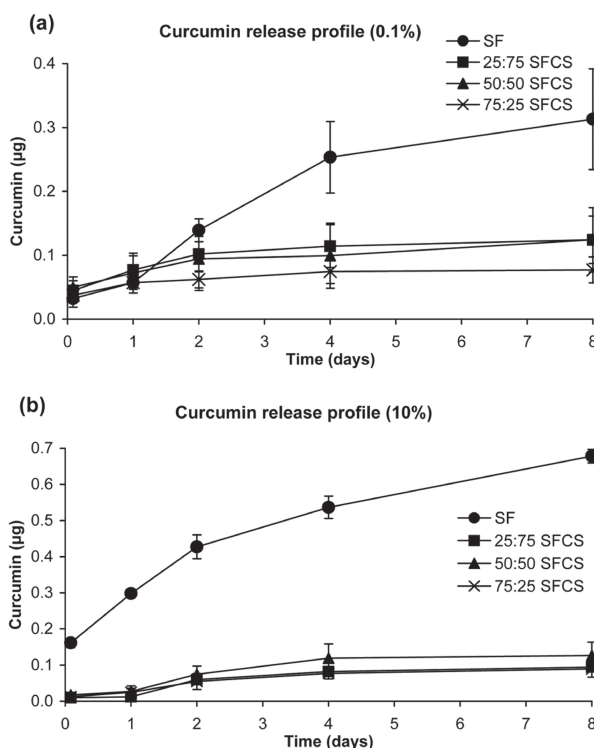 (a)
Curcumin release profile (0.1%)
SF
25:75 SFCS
50:50 SFCS
75:25 SFCS
0.4
0.3
0.2
0.1
0.0
Curcumin (µg)
0 1 2 3 4 5 6 7 8
Time (days)
(b)
Curcumin release profile (10%)
0.7
0.6
0.5
0.4
0.3
0.2
0.1
0.0
Curcumin (µg)
SF
25:75 SFCS
50:50 SFCS
75:25 SFCS
0 1 2 3 4 5 6 7 8
Time (days)